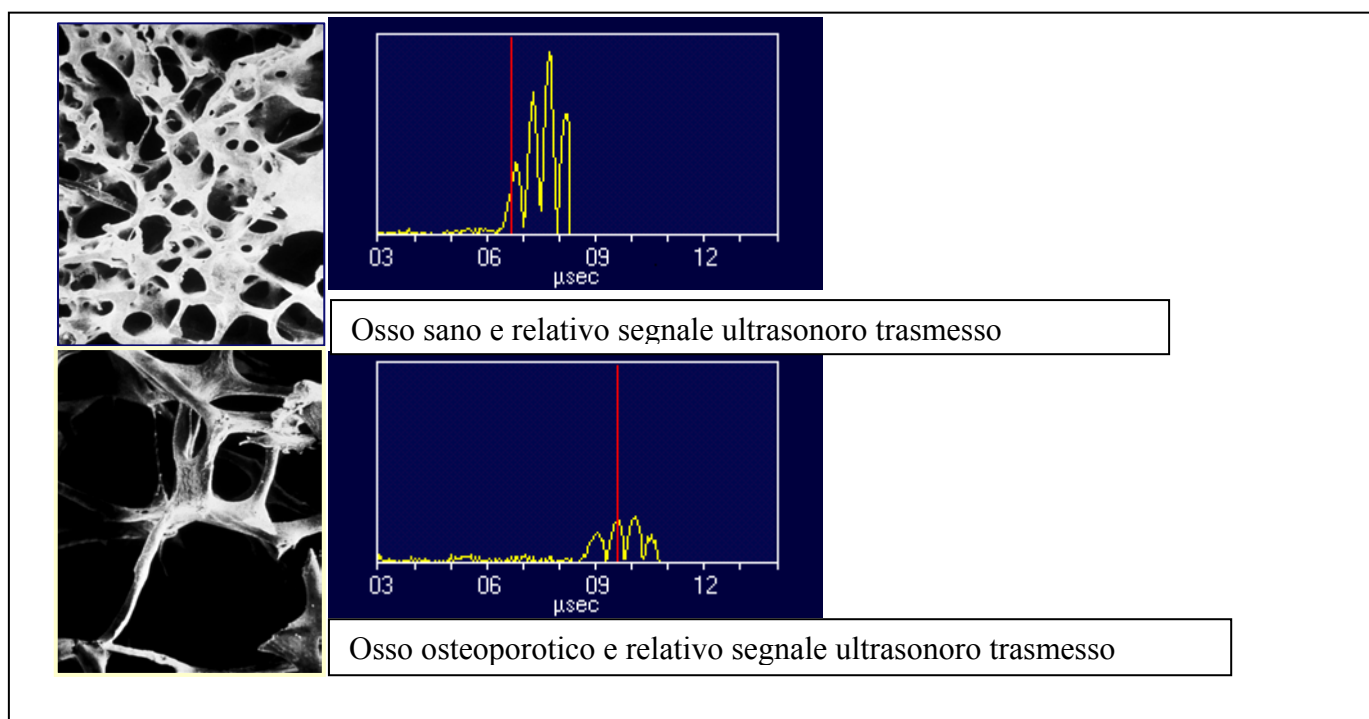 03 06 09 12
µsec
Osso sano e relativo segnale ultrasonoro trasmesso
03 06 09 12
µsec
Osso osteoporotico e relativo segnale ultrasonoro trasmesso